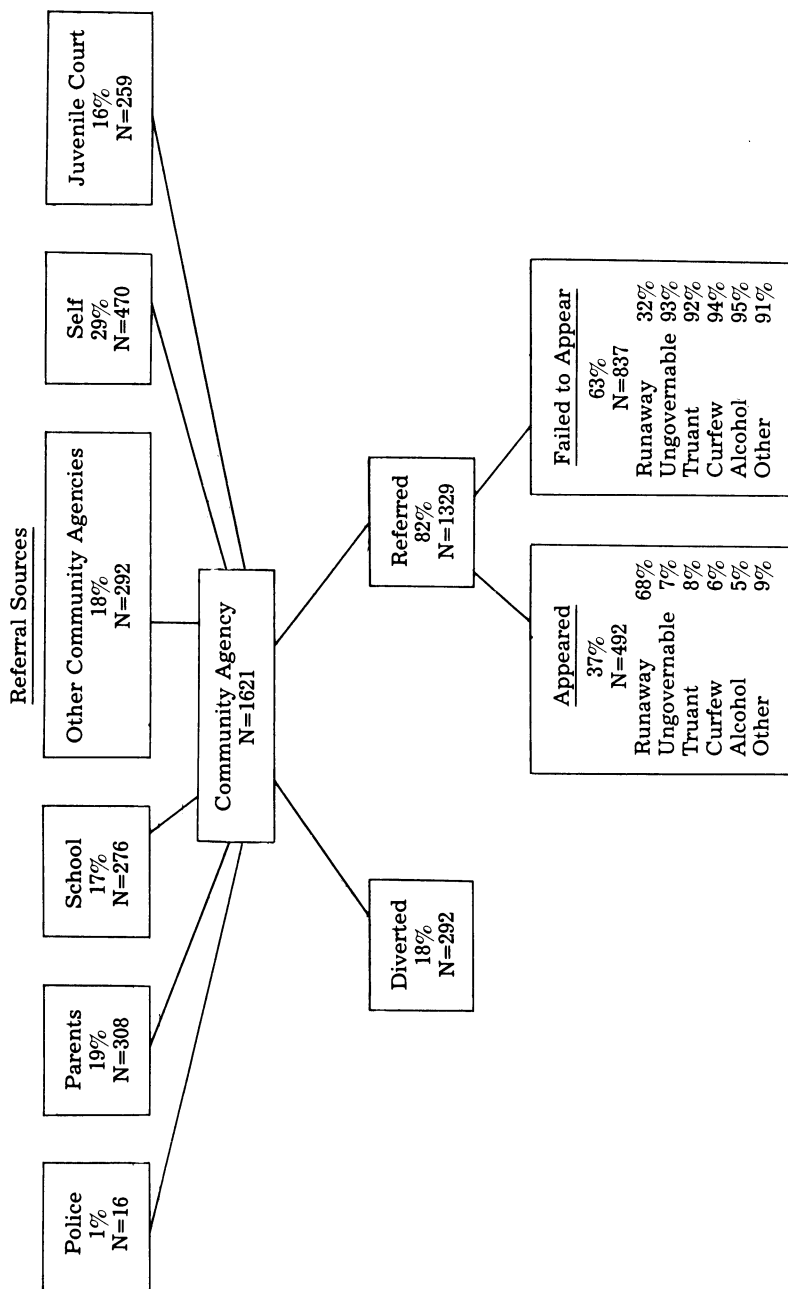 Referral Sources
Police
1%
N=16
Parents
19%
N=308
School
17%
N=276
Other Community Agencies
18%
N=292
Self
29%
N=470
Juvenile Court
16%
N=259
Community Agency
N=1621
Diverted
18%
N=292
Referred
82%
N=1329
Appeared
37%
N=492
Runaway 68%
Ungovernable 7%
Truant 8%
Curfew 6%
Alcohol 5%
Other 9%
Failed to Appear
63%
N=837
Runaway 32%
Ungovernable 93%
Truant 92%
Curfew 94%
Alcohol 95%
Other 91%